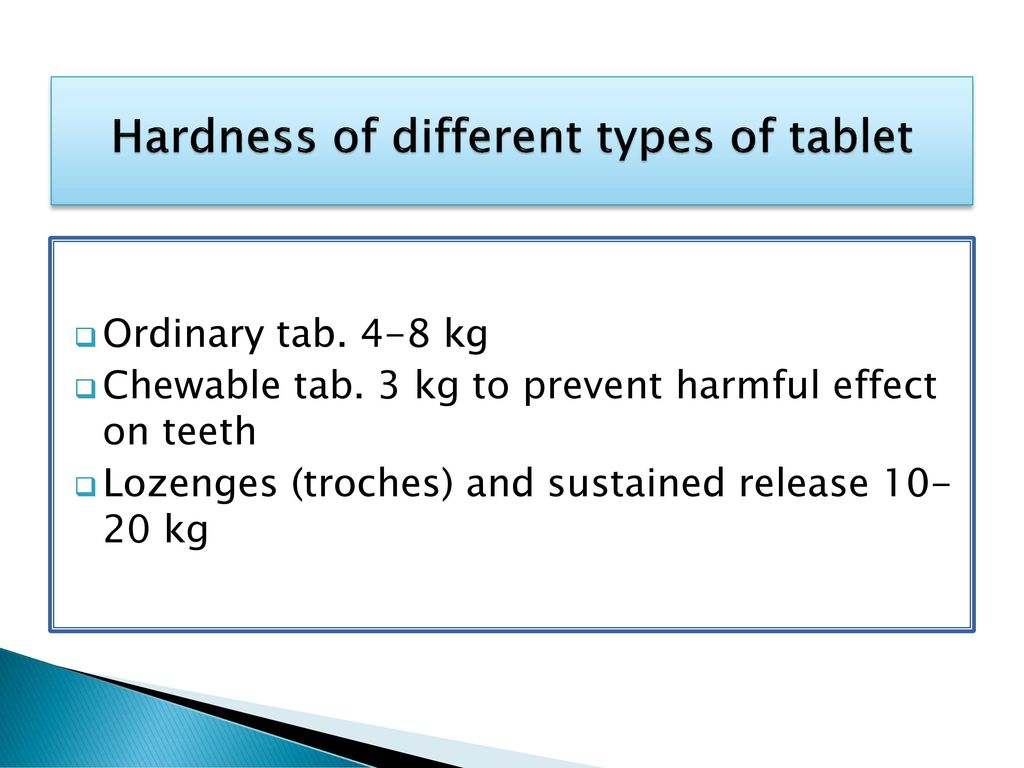 Hardness of different types of tablet
Ordinary tab. 4-8 kg
Chewable tab. 3 kg to prevent harmful effect
on teeth
Lozenges (troches) and sustained release 10-
20 kg